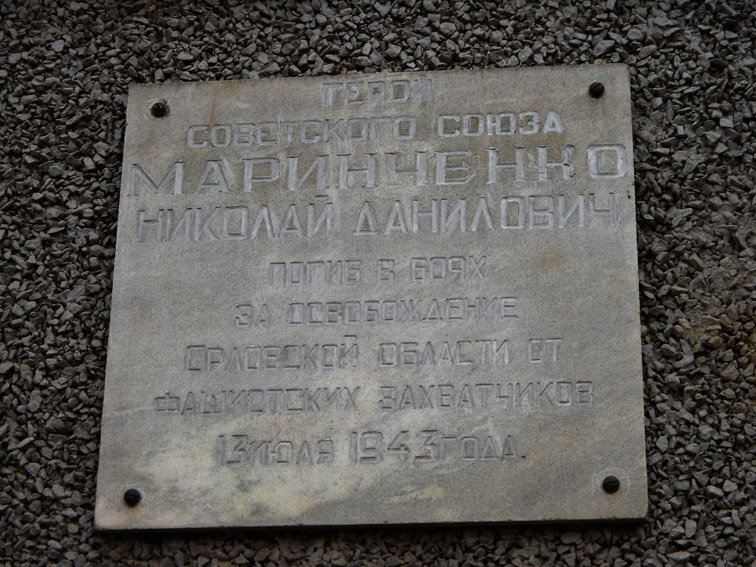 ГЕРОЙ
СОВЕТСКОГО СОЮЗА
МАРИНЧЕНКО
НИКОЛАЙ ДАНИЛОВИЧ
ПОГИБ В БОЯХ
ЗА ОСВОБОЖДЕНИЕ
ОРЛОВСКОЙ ОБЛАСТИ ОТ
ФАШИСТСКИХ ЗАХВАТЧИКОВ
13 ИЮЛЯ 1943 ГОДА.